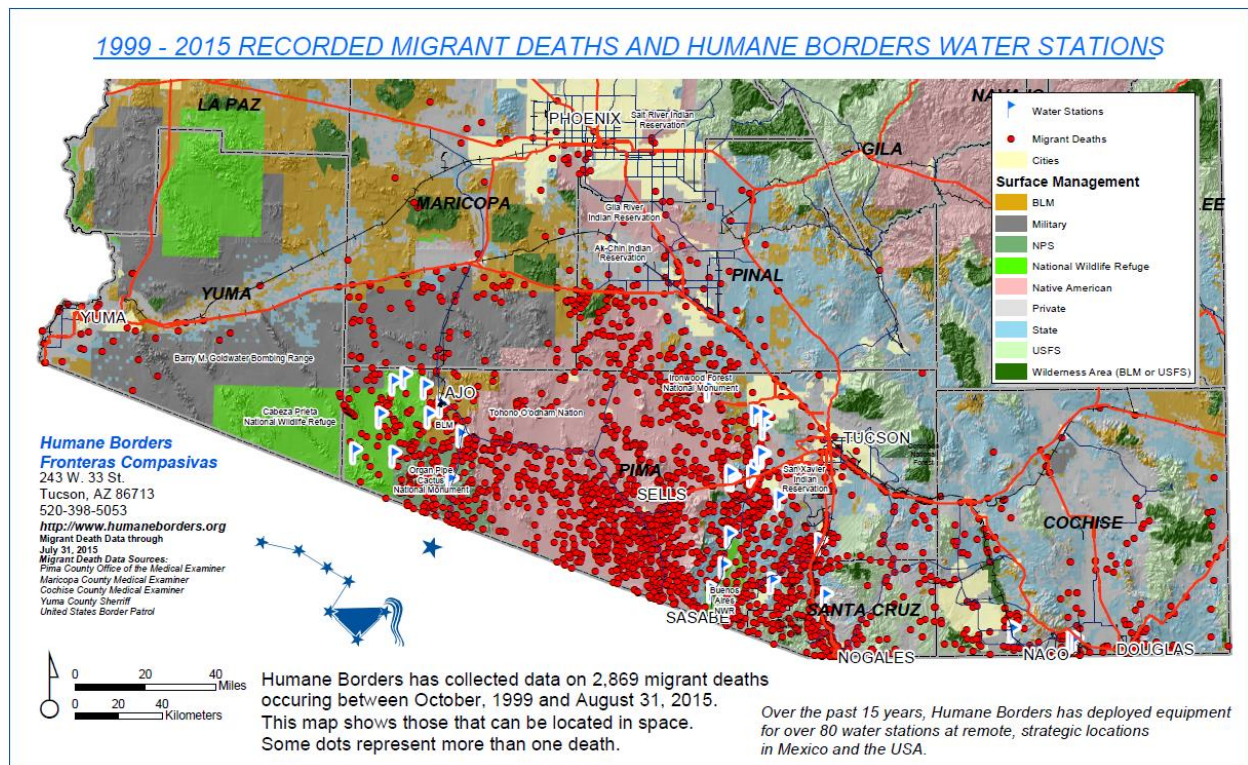 1999 - 2015 RECORDED MIGRANT DEATHS AND HUMANE BORDERS WATER STATIONS
LA PAZ
PHOENIX
Salt River Indian
Reservation
GILA
MARICOPA
Gila River
Indian Reservation
Ak-Chin Indian
Reservation
PINAL
YUMA
YUMA
Barry M. Goldwater Bombing Range
Water Stations
Migrant Deaths
Cities
Surface Management
BLM
Military
NPS
National Wildlife Refuge
Native American
Private
State
USFS
Wilderness Area (BLM or USFS)
EE
Cabeza Prieta
National Wildlife Refuge
AJO
BLM
Tohono O'odham Nation
Ironwood Forest
National Monument
Organ Pipe
Cactus
National Monument
PIMA
SELLS
TUCSON
San Xavier
Indian
Reservation
National
Forest
COCHISE
Buenos
Aires
NWR
SASABE
SANTA CRUZ
NOGALES
NACO
DOUGLAS
Humane Borders
Fronteras Compasivas
243 W. 33 St.
Tucson, AZ 86713
520-398-5053
http://www.humaneborders.org
Migrant Death Data through
July 31, 2015
Migrant Death Data Sources:
Pima County Office of the Medical Examiner
Maricopa County Medical Examiner
Cochise County Medical Examiner
Yuma County Sherriff
United States Border Patrol
0 20 40
Miles
0 20 40
Kilometers
Humane Borders has collected data on 2,869 migrant deaths
occuring between October, 1999 and August 31, 2015.
This map shows those that can be located in space.
Some dots represent more than one death.
Over the past 15 years, Humane Borders has deployed equipment
for over 80 water stations at remote, strategic locations
in Mexico and the USA.